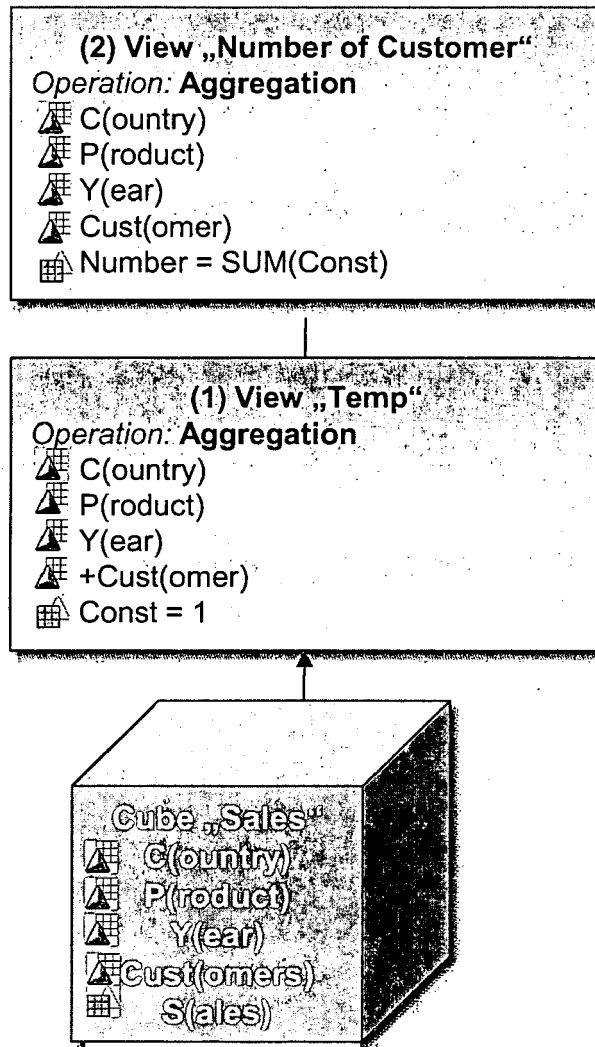 (2) View „Number of Customer“
Operation: Aggregation
C(ountry)
P(roduct)
Y(ear)
Cust(omer)
Number = SUM(Const)
(1) View „Temp“
Operation: Aggregation
C(ountry)
P(roduct)
Y(ear)
+Cust(omer)
Const = 1
Cube „Sales“
C(ountry)
P(roduct)
Y(ear)
Cust(omers)
S(ales)